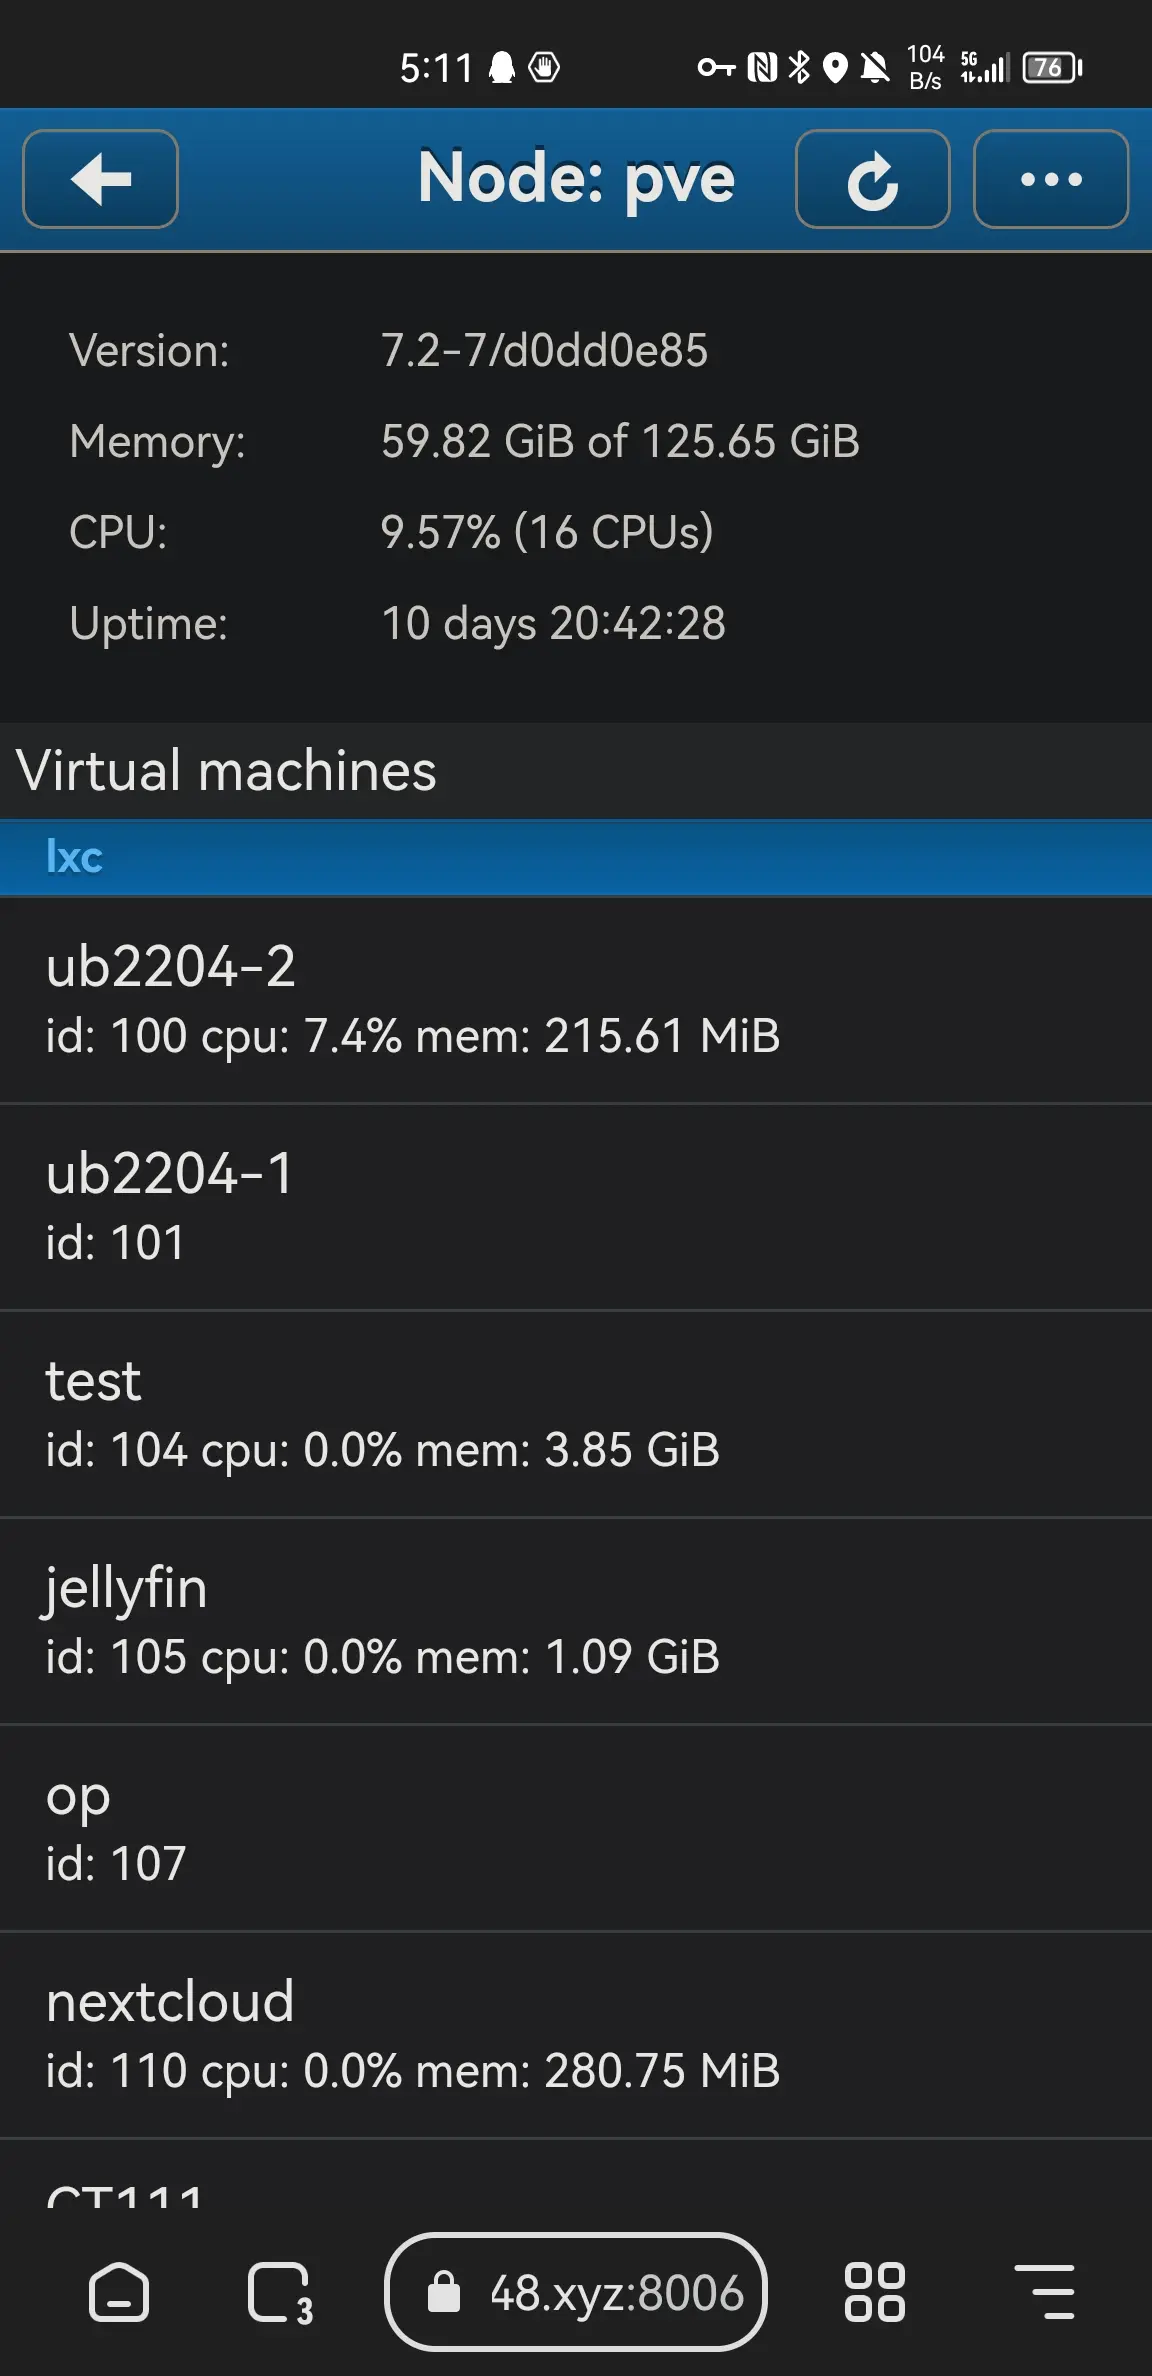 5:11 104 B/s 5G 76
Node: pve
Version: 7.2-7/d0dd0e85
Memory: 59.82 GiB of 125.65 GiB
CPU: 9.57% (16 CPUs)
Uptime: 10 days 20:42:28
Virtual machines
lxc
ub2204-2
id: 100 cpu: 7.4% mem: 215.61 MiB
ub2204-1
id: 101
test
id: 104 cpu: 0.0% mem: 3.85 GiB
jellyfin
id: 105 cpu: 0.0% mem: 1.09 GiB
op
id: 107
nextcloud
id: 110 cpu: 0.0% mem: 280.75 MiB
CT111
3 48.xyz:8006